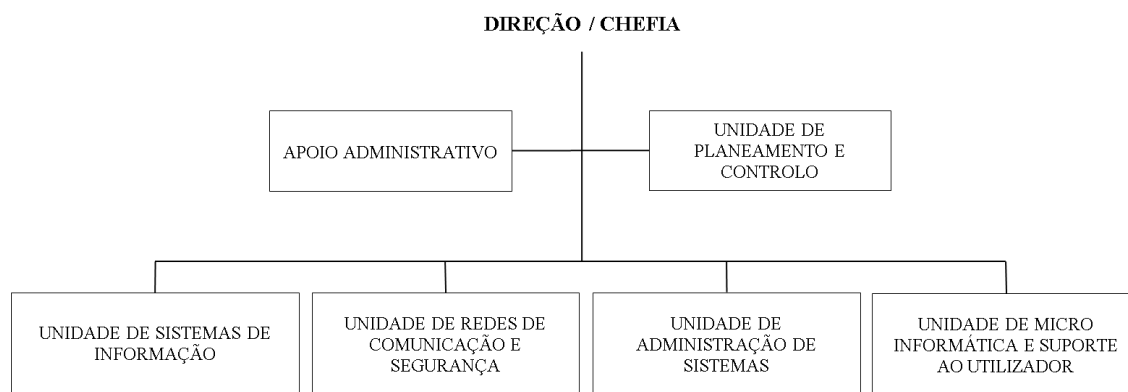 DIREÇÃO / CHEFIA
APOIO ADMINISTRATIVO
UNIDADE DE
PLANEAMENTO E
CONTROLO
UNIDADE DE SISTEMAS DE
INFORMAÇÃO
UNIDADE DE REDES DE
COMUNICAÇÃO E
SEGURANÇA
UNIDADE DE
ADMINISTRAÇÃO DE
SISTEMAS
UNIDADE DE MICRO
INFORMÁTICA E SUPORTE
AO UTILIZADOR